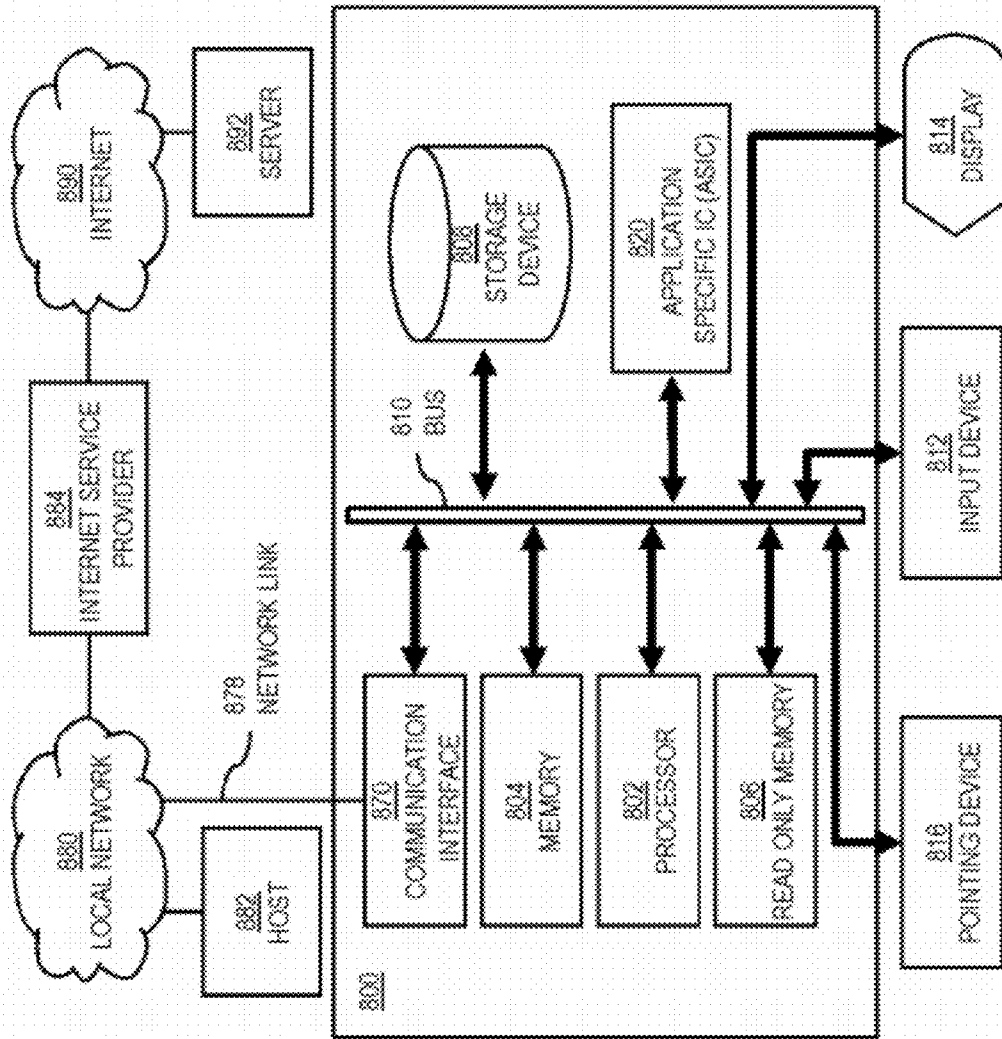 880
LOCAL NETWORK
884
INTERNET SERVICE
PROVIDER
890
INTERNET
882
HOST
878
NETWORK LINK
892
SERVER
800
870
COMMUNICATION
INTERFACE
804
MEMORY
802
PROCESSOR
806
READ ONLY MEMORY
810
BUS
808
STORAGE
DEVICE
820
APPLICATION
SPECIFIC IC (ASIC)
816
POINTING DEVICE
812
INPUT DEVICE
814
DISPLAY